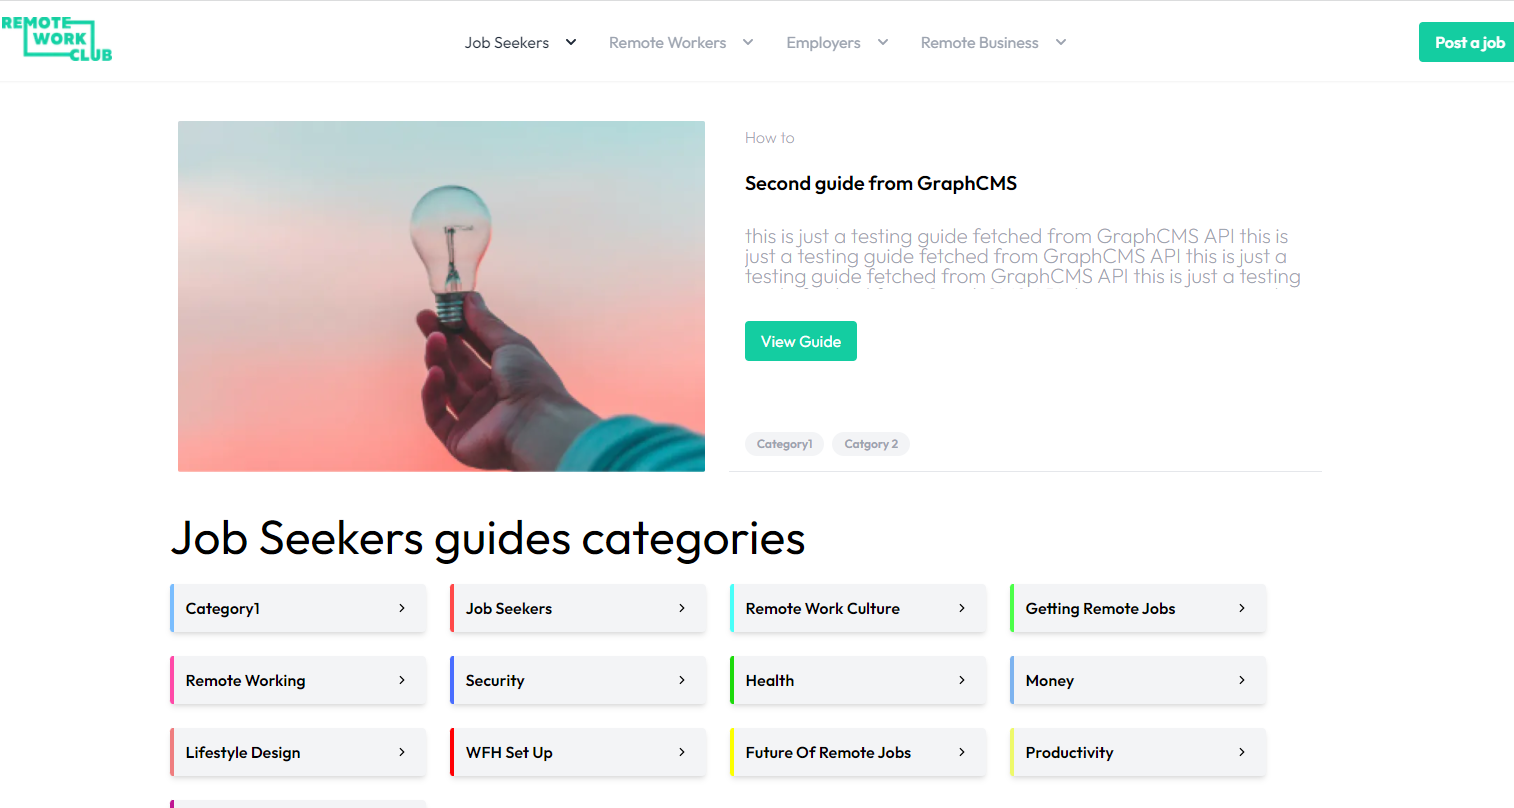 REMOTE
WORK
CLUB
Job Seekers
Remote Workers
Employers
Remote Business
Post a job
How to
Second guide from GraphCMS
this is just a testing guide fetched from GraphCMS API this is
just a testing guide fetched from GraphCMS API this is just a
testing guide fetched from GraphCMS API this is just a testing
View Guide
Category1
Catgory 2
Job Seekers guides categories
Category1
Job Seekers
Remote Work Culture
Getting Remote Jobs
Remote Working
Security
Health
Money
Lifestyle Design
WFH Set Up
Future Of Remote Jobs
Productivity